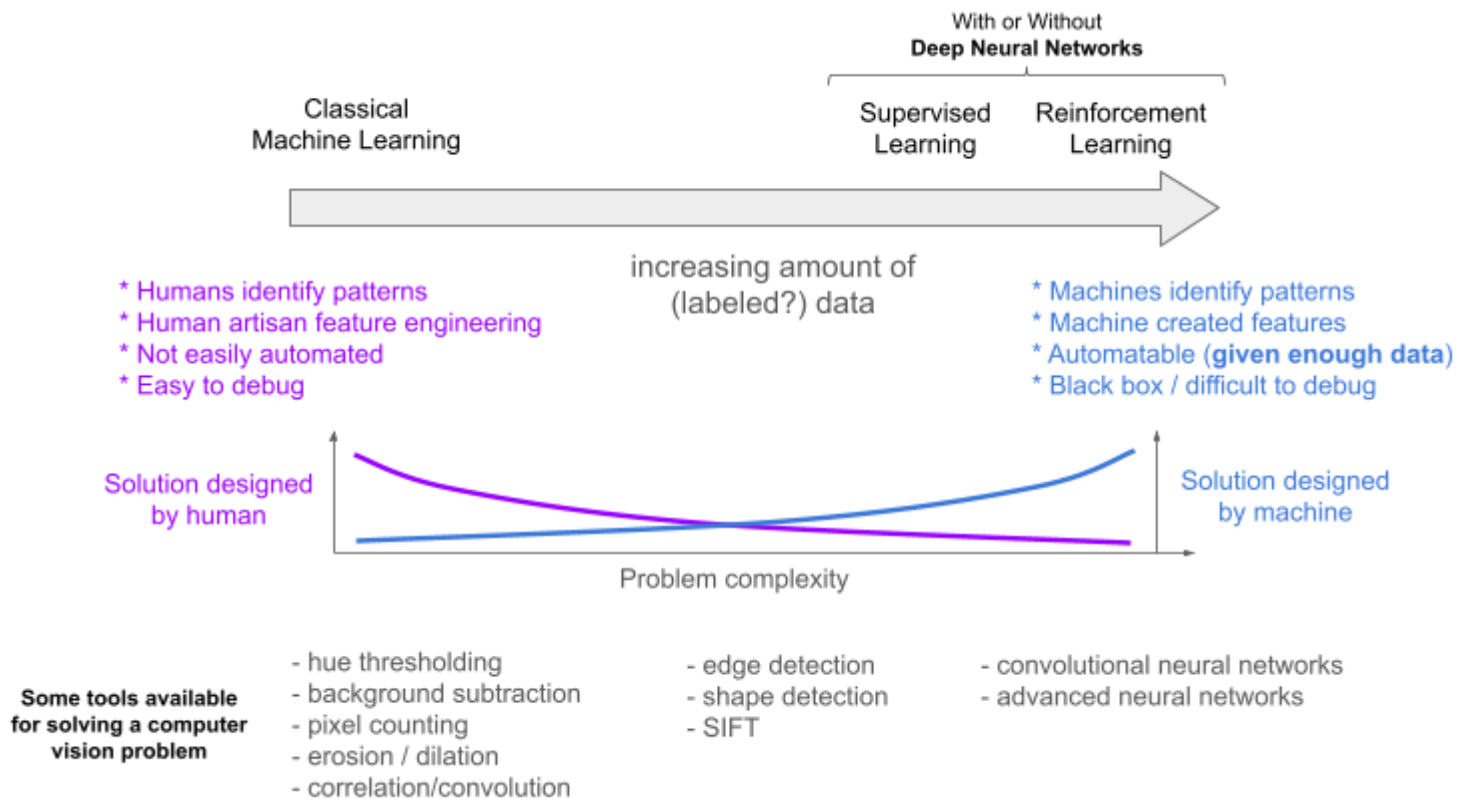 With or Without
Deep Neural Networks
Classical
Machine Learning
Supervised
Learning
Reinforcement
Learning
increasing amount of
(labeled?) data
* Humans identify patterns
* Human artisan feature engineering
* Not easily automated
* Easy to debug
* Machines identify patterns
* Machine created features
* Automatable (given enough data)
* Black box / difficult to debug
Solution designed
by human
Solution designed
by machine
Problem complexity
Some tools available
for solving a computer
vision problem
- hue thresholding
- background subtraction
- pixel counting
- erosion / dilation
- correlation/convolution
- edge detection
- shape detection
- SIFT
- convolutional neural networks
- advanced neural networks